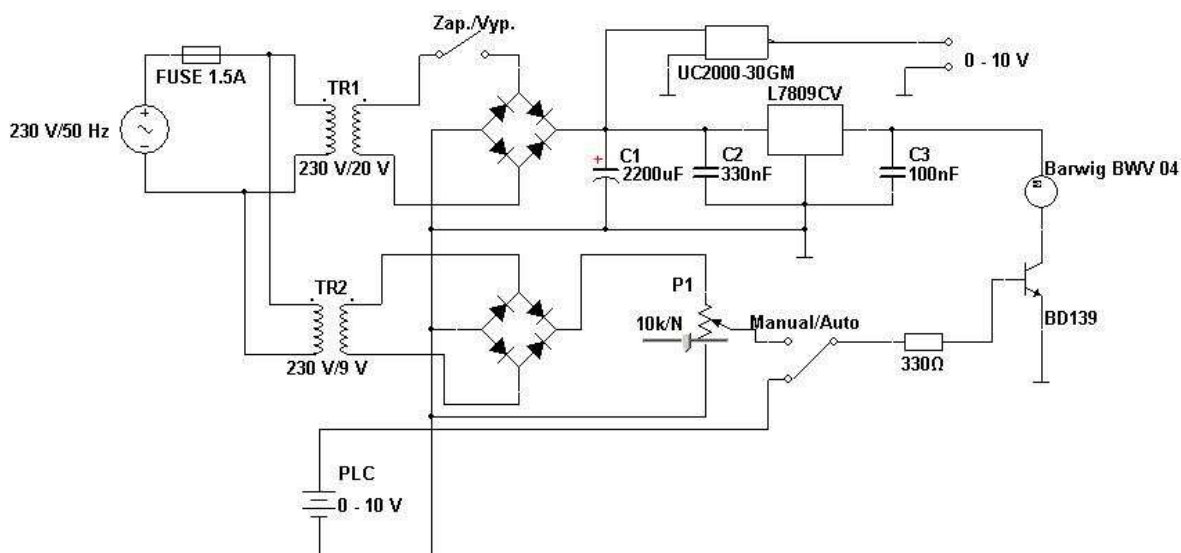 Zap./Vyp.
FUSE 1.5A
UC2000-30GM
0 - 10 V
TR1
L7809CV
230 V/50 Hz
230 V/20 V
C1
2200uF
C2
330nF
C3
100nF
Barwig BWV 04
TR2
P1
10k/N
Manual/Auto
BD139
230 V/9 V
330Ω
PLC
0 - 10 V